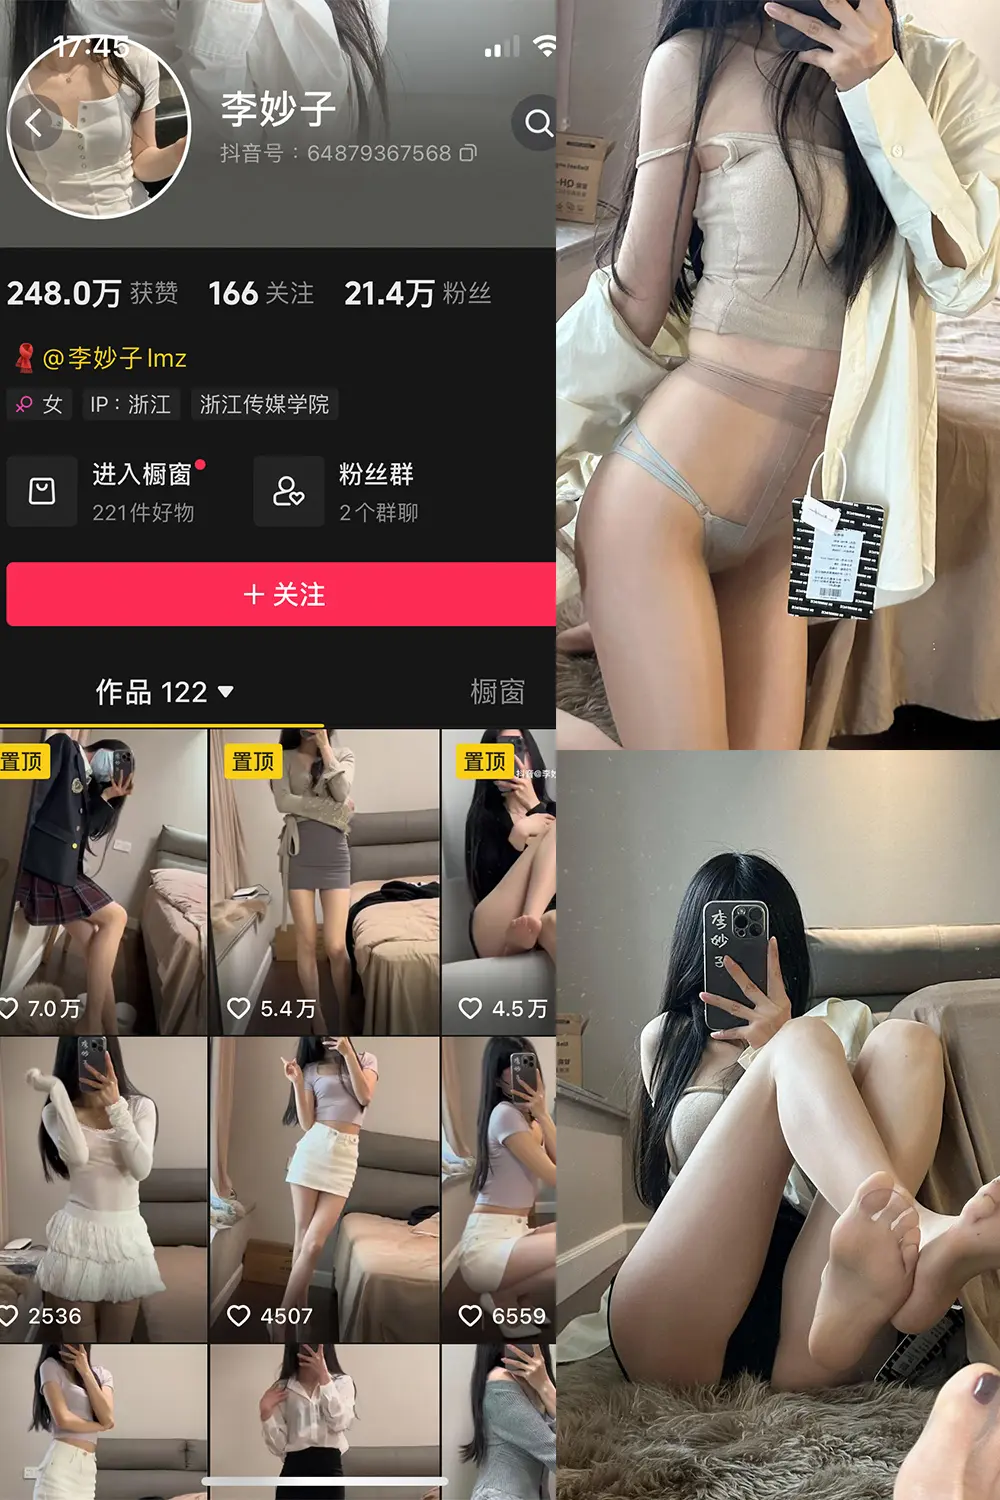 17:45
李妙子
抖音号：64879367568
248.0万 获赞 166 关注 21.4万 粉丝
@李妙子lmz
女 IP：浙江 浙江传媒学院
进入橱窗
221件好物
粉丝群
2个群聊
+ 关注
作品 122
橱窗
置顶
置顶
置顶
7.0万
5.4万
4.5万
李妙子
2536
4507
6559
李妙子